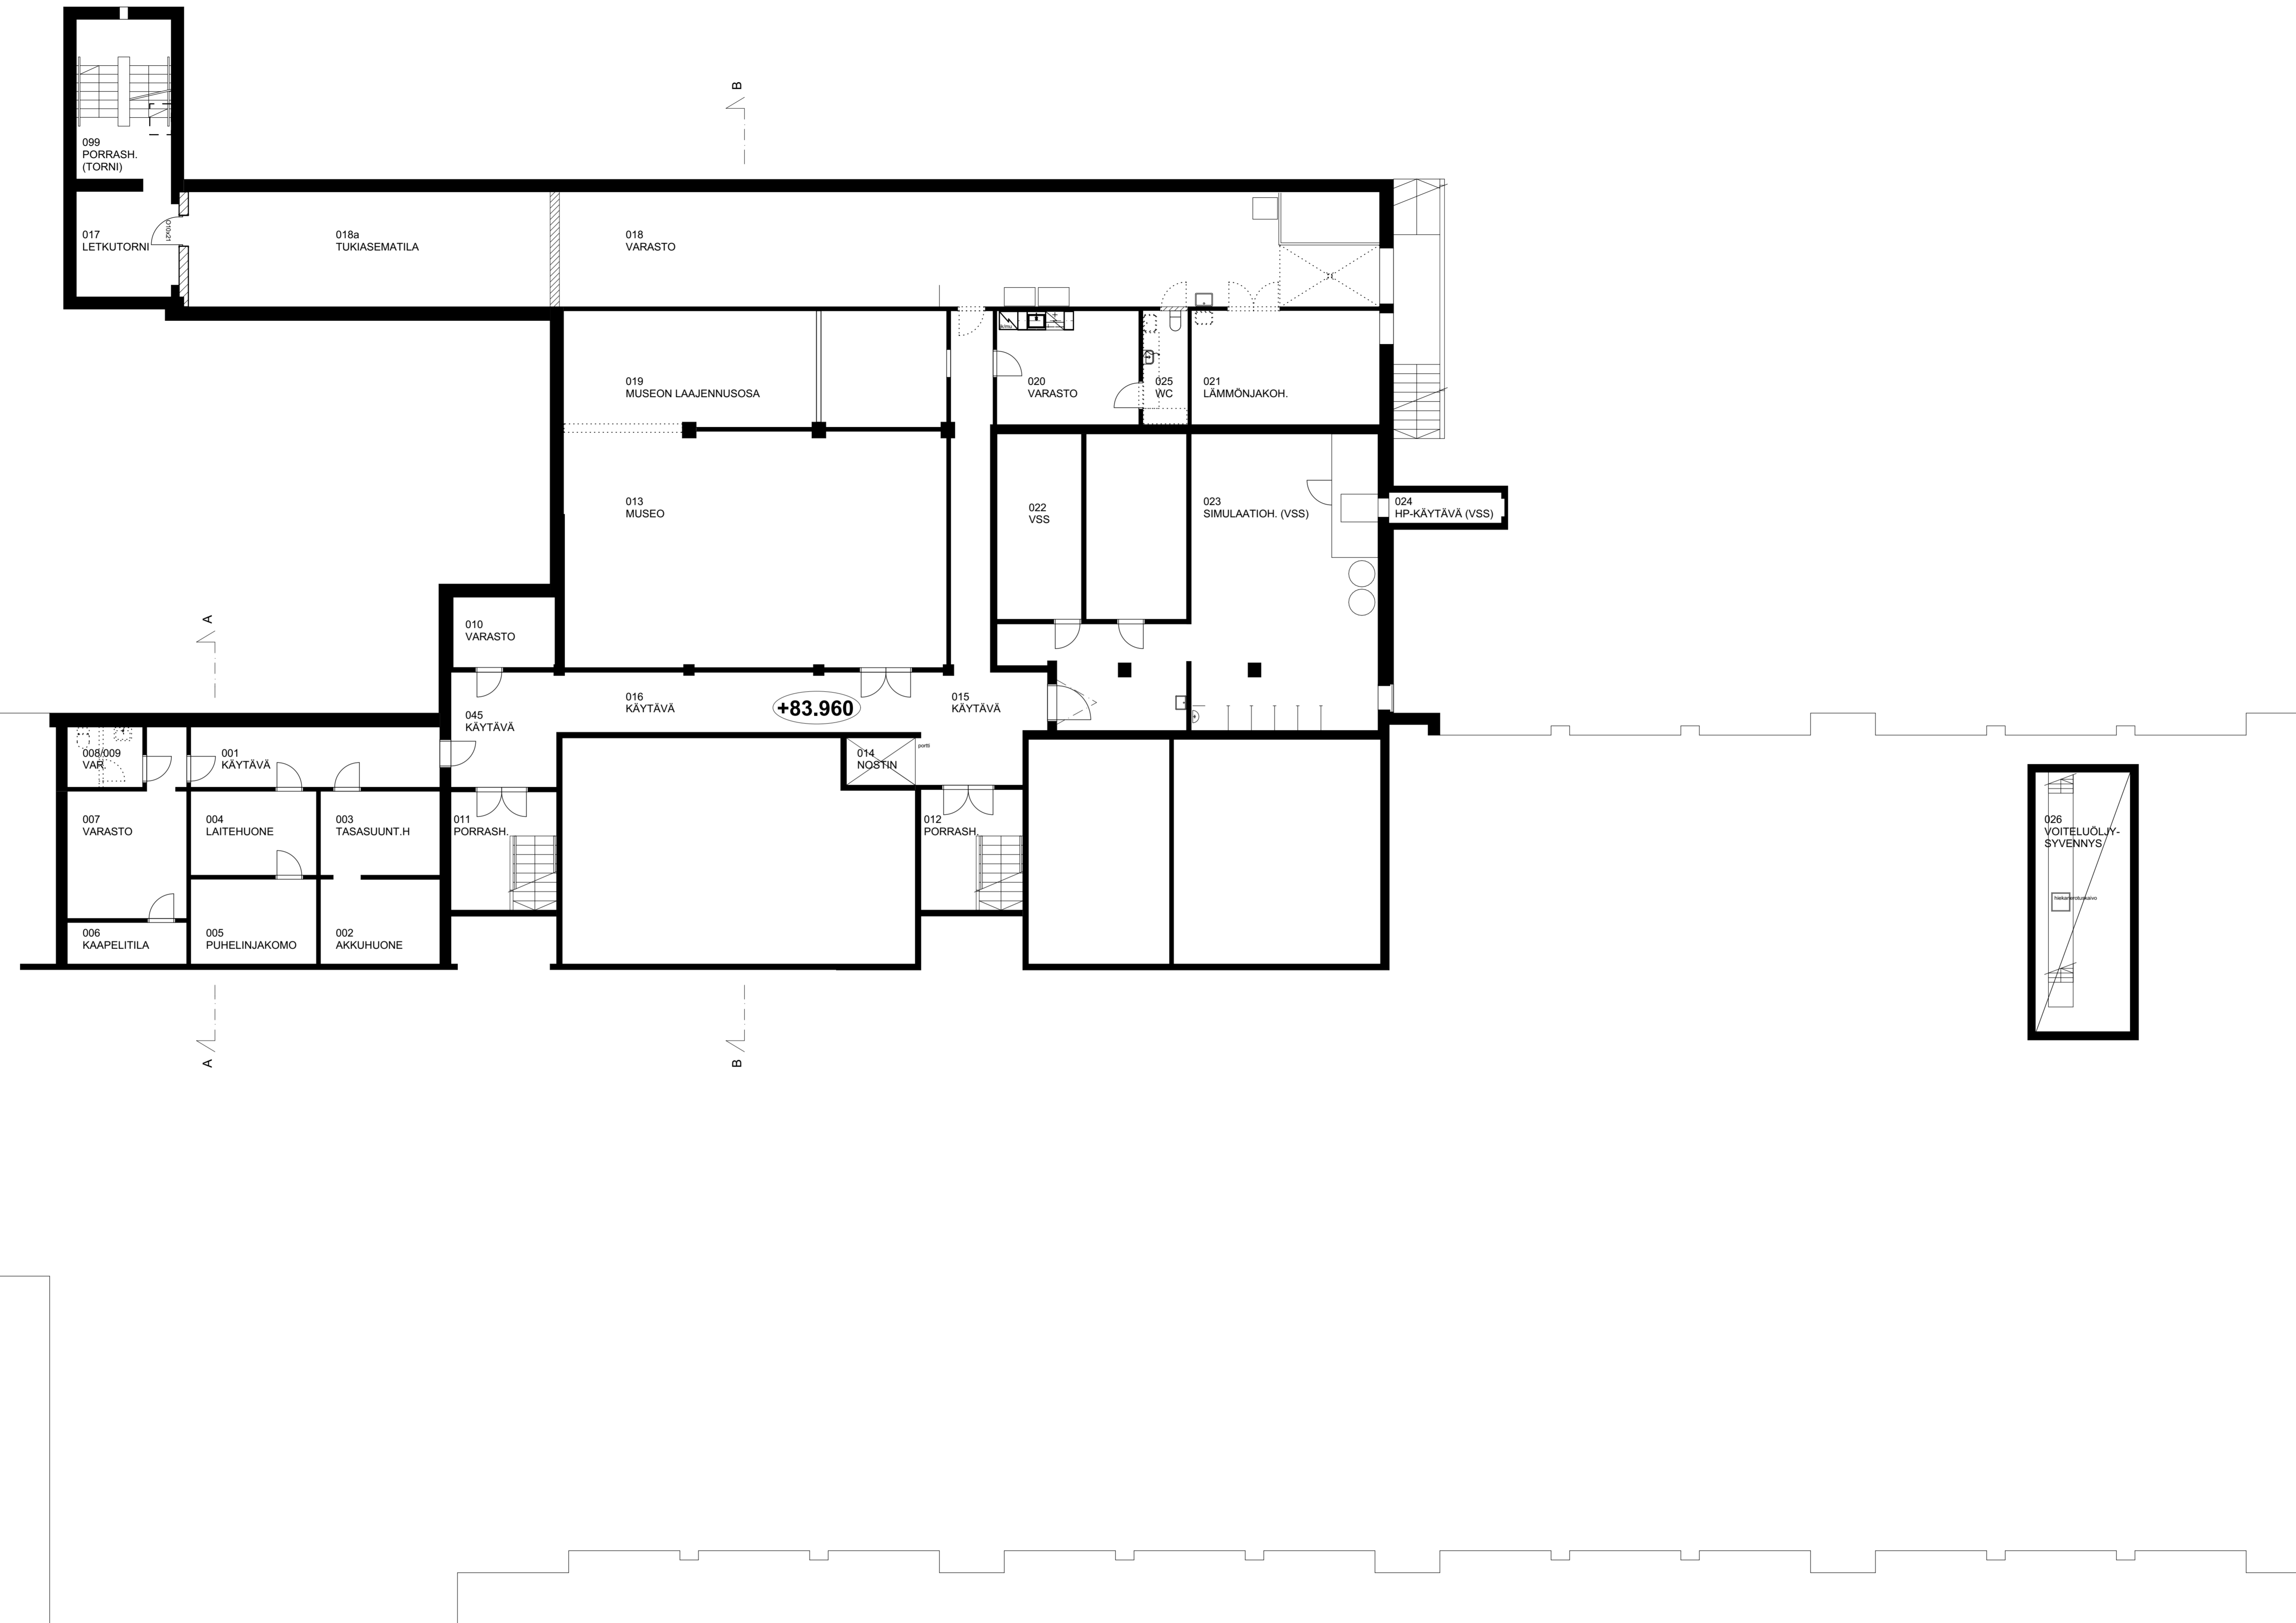 B
099
PORRASH.
(TORNI)
017
LETKUTORNI
O10x21
018a
TUKIASEMATILA
018
VARASTO
019
MUSEON LAAJENNUSOSA
020
VARASTO
025
WC
021
LÄMMÖNJAKOH.
013
MUSEO
022
VSS
023
SIMULAATIOH. (VSS)
024
HP-KÄYTÄVÄ (VSS)
A
010
VARASTO
045
KÄYTÄVÄ
016
KÄYTÄVÄ
+83.960
015
KÄYTÄVÄ
008/009
VAR.
001
KÄYTÄVÄ
014
NOSTIN
portti
007
VARASTO
004
LAITEHUONE
003
TASASUUNT.H
011
PORRASH.
012
PORRASH.
026
VOITELUÖLJY-
SYVENNYS
hiekanerotuskaivo
006
KAAPELITILA
005
PUHELINJAKOMO
002
AKKUHUONE
A
B